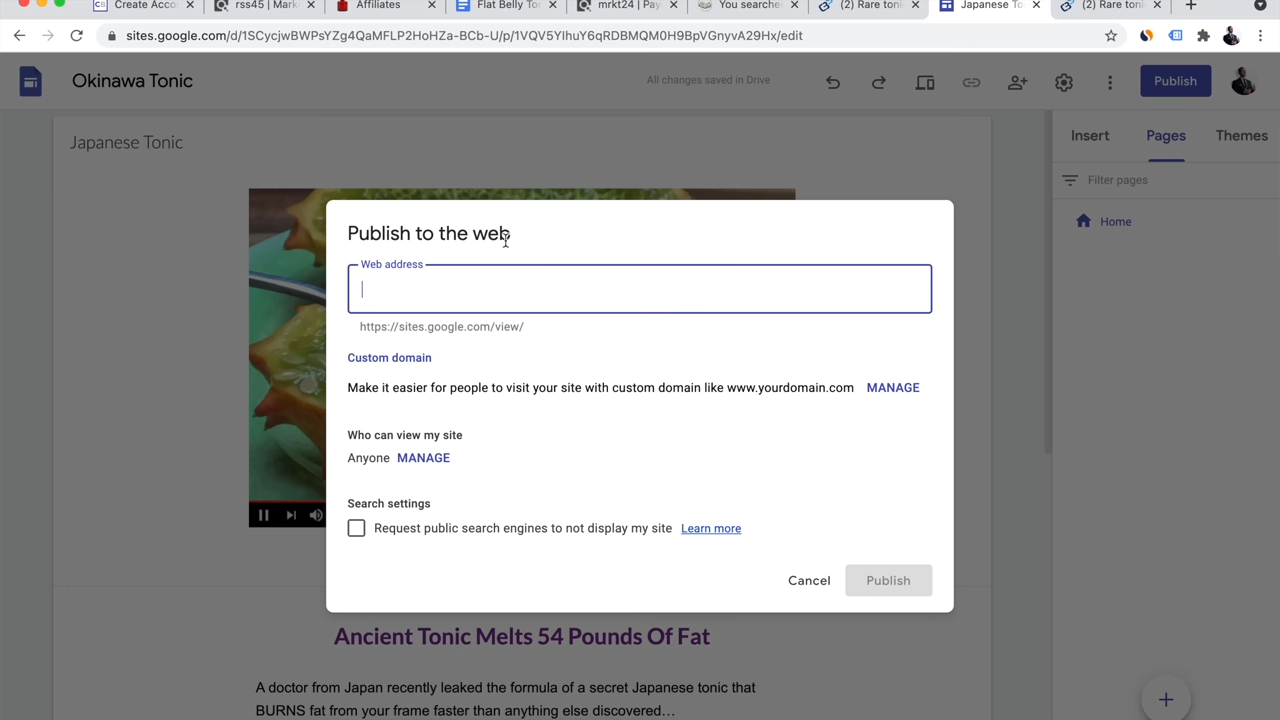 Create Acco
rss45 | Mark
Affiliates
Flat Belly To
mrkt24 | Pay
You searche
(2) Rare toni
Japanese To
(2) Rare toni
sites.google.com/d/1SCycjwBWPsYZg4QaMFLP2HoHZa-BCb-U/p/1VQV5YlhuY6qRDBMQM0H9BpVGnyvA29Hx/edit
Okinawa Tonic
All changes saved in Drive
Publish
Japanese Tonic
Insert
Pages
Themes
Filter pages
Home
Publish to the web
Web address
https://sites.google.com/view/
Custom domain
Make it easier for people to visit your site with custom domain like www.yourdomain.com MANAGE
Who can view my site
Anyone MANAGE
Search settings
Request public search engines to not display my site Learn more
Cancel
Publish
Ancient Tonic Melts 54 Pounds Of Fat
A doctor from Japan recently leaked the formula of a secret Japanese tonic that
BURNS fat from your frame faster than anything else discovered…